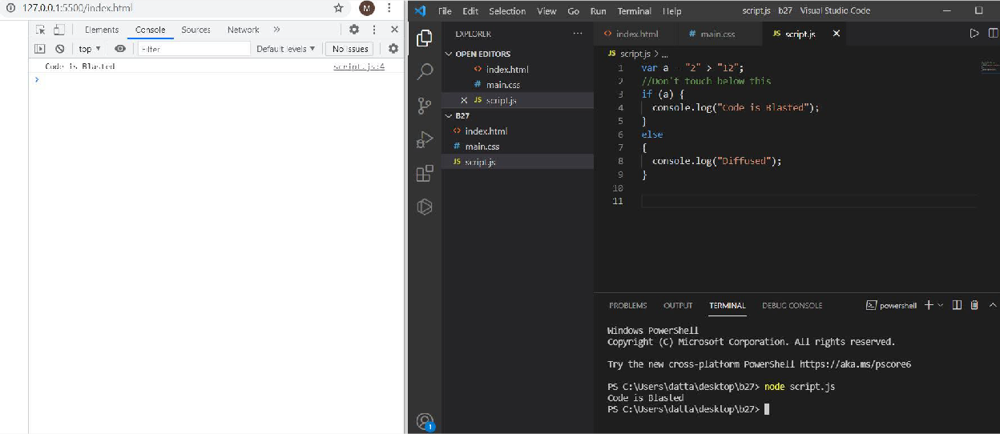 127.0.0.1:5500/index.html
M
Elements Console Sources Network »
top ▼ Filter Default levels ▼ No Issues
Code is Blasted script.js:4
>
File Edit Selection View Go Run Terminal Help script.js - b27 - Visual Studio Code
EXPLORER ...
OPEN EDITORS
<> index.html
# main.css
× JS script.js
B27
<> index.html
# main.css
JS script.js
1
<> index.html # main.css JS script.js ×
JS script.js > ...
1 var a = "2" > "12";
2 //Don't touch below this
3 if (a) {
4 console.log("Code is Blasted");
5 }
6 else
7 {
8 console.log("Diffused");
9 }
10
11
PROBLEMS OUTPUT TERMINAL DEBUG CONSOLE powershell
Windows PowerShell
Copyright (C) Microsoft Corporation. All rights reserved.
Try the new cross-platform PowerShell https://aka.ms/pscore6
PS C:\Users\datta\desktop\b27> node script.js
Code is Blasted
PS C:\Users\datta\desktop\b27>